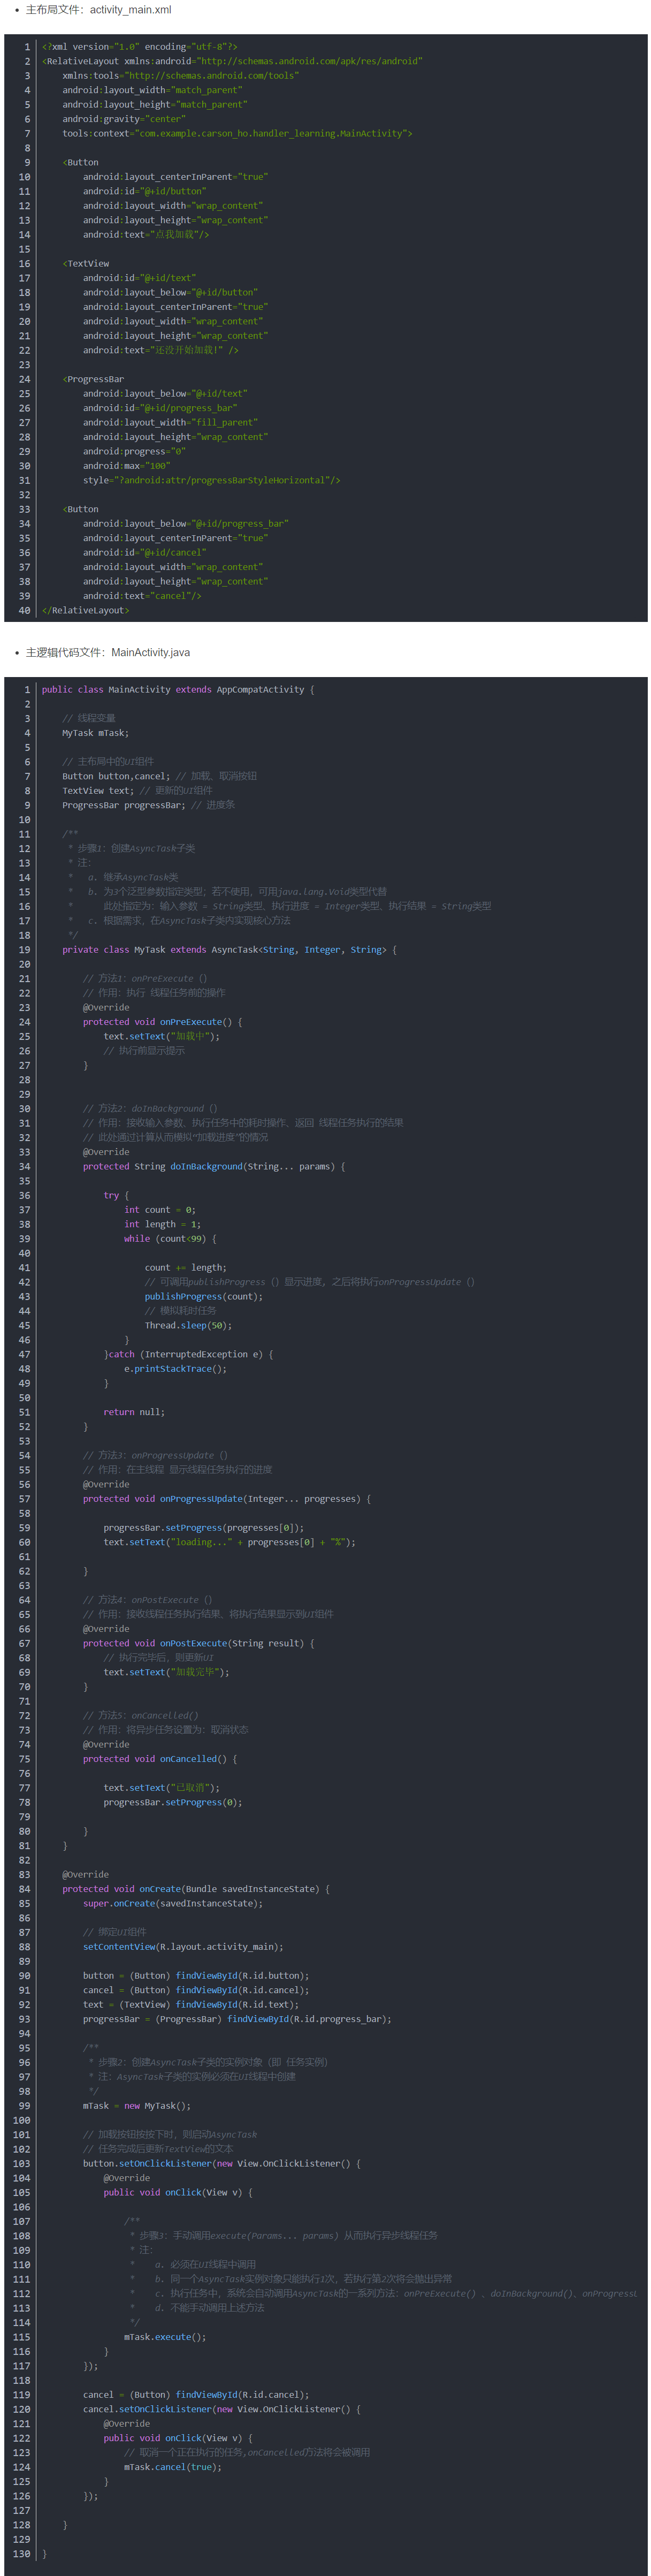 主布局文件：activity_main.xml
1 <?xml version="1.0" encoding="utf-8"?>
2 <RelativeLayout xmlns:android="http://schemas.android.com/apk/res/android"
3     xmlns:tools="http://schemas.android.com/tools"
4     android:layout_width="match_parent"
5     android:layout_height="match_parent"
6     android:gravity="center"
7     tools:context="com.example.carson_ho.handler_learning.MainActivity">
8
9     <Button
10         android:layout_centerInParent="true"
11         android:id="@+id/button"
12         android:layout_width="wrap_content"
13         android:layout_height="wrap_content"
14         android:text="点我加载"/>
15
16     <TextView
17         android:id="@+id/text"
18         android:layout_below="@+id/button"
19         android:layout_centerInParent="true"
20         android:layout_width="wrap_content"
21         android:layout_height="wrap_content"
22         android:text="还没开始加载!" />
23
24     <ProgressBar
25         android:layout_below="@+id/text"
26         android:id="@+id/progress_bar"
27         android:layout_width="fill_parent"
28         android:layout_height="wrap_content"
29         android:progress="0"
30         android:max="100"
31         style="?android:attr/progressBarStyleHorizontal"/>
32
33     <Button
34         android:layout_below="@+id/progress_bar"
35         android:layout_centerInParent="true"
36         android:id="@+id/cancel"
37         android:layout_width="wrap_content"
38         android:layout_height="wrap_content"
39         android:text="cancel"/>
40 </RelativeLayout>
主逻辑代码文件：MainActivity.java
1 public class MainActivity extends AppCompatActivity {
2
3     // 线程变量
4     MyTask mTask;
5
6     // 主布局中的UI组件
7     Button button,cancel; // 加载、取消按钮
8     TextView text; // 更新的UI组件
9     ProgressBar progressBar; // 进度条
10
11     /**
12      * 步骤1：创建AsyncTask子类
13      * 注：
14      *   a. 继承AsyncTask类
15      *   b. 为3个泛型参数指定类型；若不使用，可用java.lang.Void类型代替
16      *      此处指定为：输入参数 = String类型、执行进度 = Integer类型、执行结果 = String类型
17      *   c. 根据需求，在AsyncTask子类内实现核心方法
18      */
19     private class MyTask extends AsyncTask<String, Integer, String> {
20
21         // 方法1：onPreExecute（）
22         // 作用：执行 线程任务前的操作
23         @Override
24         protected void onPreExecute() {
25             text.setText("加载中");
26             // 执行前显示提示
27         }
28
29
30         // 方法2：doInBackground（）
31         // 作用：接收输入参数、执行任务中的耗时操作、返回 线程任务执行的结果
32         // 此处通过计算从而模拟“加载进度”的情况
33         @Override
34         protected String doInBackground(String... params) {
35
36             try {
37                 int count = 0;
38                 int length = 1;
39                 while (count<99) {
40
41                     count += length;
42                     // 可调用publishProgress（）显示进度, 之后将执行onProgressUpdate（）
43                     publishProgress(count);
44                     // 模拟耗时任务
45                     Thread.sleep(50);
46                 }
47             }catch (InterruptedException e) {
48                 e.printStackTrace();
49             }
50
51             return null;
52         }
53
54         // 方法3：onProgressUpdate（）
55         // 作用：在主线程 显示线程任务执行的进度
56         @Override
57         protected void onProgressUpdate(Integer... progresses) {
58
59             progressBar.setProgress(progresses[0]);
60             text.setText("loading..." + progresses[0] + "%");
61
62         }
63
64         // 方法4：onPostExecute（）
65         // 作用：接收线程任务执行结果、将执行结果显示到UI组件
66         @Override
67         protected void onPostExecute(String result) {
68             // 执行完毕后，则更新UI
69             text.setText("加载完毕");
70         }
71
72         // 方法5：onCancelled()
73         // 作用：将异步任务设置为：取消状态
74         @Override
75         protected void onCancelled() {
76
77             text.setText("已取消");
78             progressBar.setProgress(0);
79
80         }
81     }
82
83     @Override
84     protected void onCreate(Bundle savedInstanceState) {
85         super.onCreate(savedInstanceState);
86
87         // 绑定UI组件
88         setContentView(R.layout.activity_main);
89
90         button = (Button) findViewById(R.id.button);
91         cancel = (Button) findViewById(R.id.cancel);
92         text = (TextView) findViewById(R.id.text);
93         progressBar = (ProgressBar) findViewById(R.id.progress_bar);
94
95         /**
96          * 步骤2：创建AsyncTask子类的实例对象（即 任务实例）
97          * 注：AsyncTask子类的实例必须在UI线程中创建
98          */
99         mTask = new MyTask();
100
101         // 加载按钮按按下时，则启动AsyncTask
102         // 任务完成后更新TextView的文本
103         button.setOnClickListener(new View.OnClickListener() {
104             @Override
105             public void onClick(View v) {
106
107                 /**
108                  * 步骤3：手动调用execute(Params... params) 从而执行异步线程任务
109                  * 注：
110                  *    a. 必须在UI线程中调用
111                  *    b. 同一个AsyncTask实例对象只能执行1次，若执行第2次将会抛出异常
112                  *    c. 执行任务中，系统会自动调用AsyncTask的一系列方法：onPreExecute() 、doInBackground()、onProgressU
113                  *    d. 不能手动调用上述方法
114                  */
115                 mTask.execute();
116             }
117         });
118
119         cancel = (Button) findViewById(R.id.cancel);
120         cancel.setOnClickListener(new View.OnClickListener() {
121             @Override
122             public void onClick(View v) {
123                 // 取消一个正在执行的任务,onCancelled方法将会被调用
124                 mTask.cancel(true);
125             }
126         });
127
128     }
129
130 }